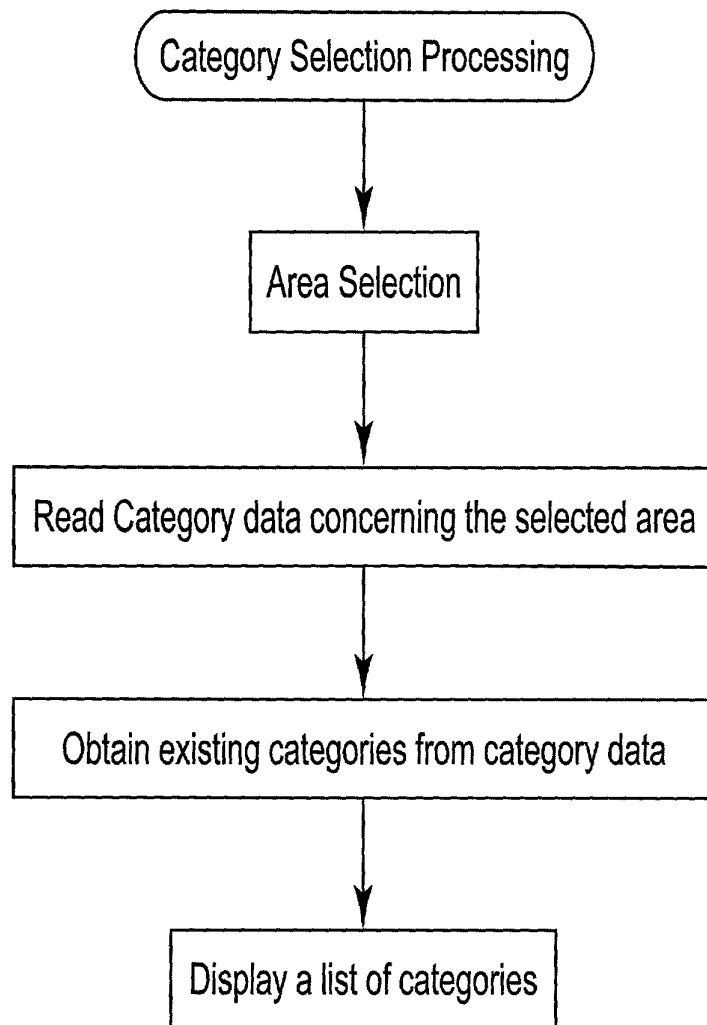 Category Selection Processing
Area Selection
Read Category data concerning the selected area
Obtain existing categories from category data
Display a list of categories